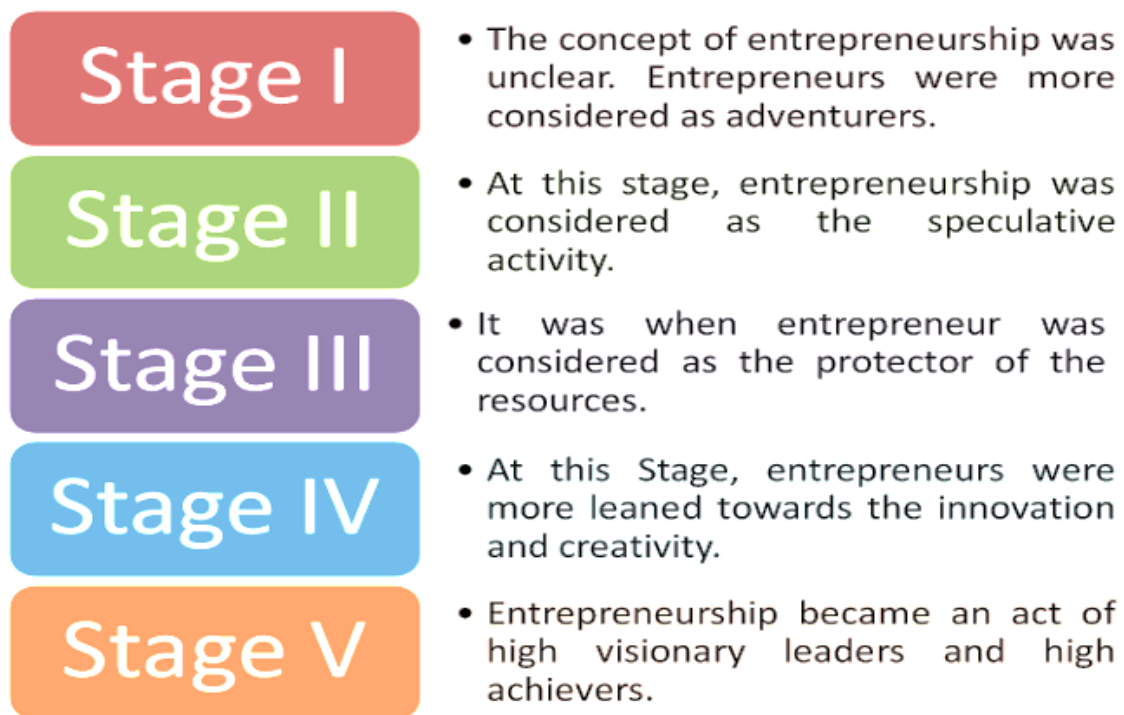 Stage I
• The concept of entrepreneurship was
unclear. Entrepreneurs were more
considered as adventurers.
Stage II
• At this stage, entrepreneurship was
considered as the speculative
activity.
Stage III
• It was when entrepreneur was
considered as the protector of the
resources.
Stage IV
• At this Stage, entrepreneurs were
more leaned towards the innovation
and creativity.
Stage V
• Entrepreneurship became an act of
high visionary leaders and high
achievers.